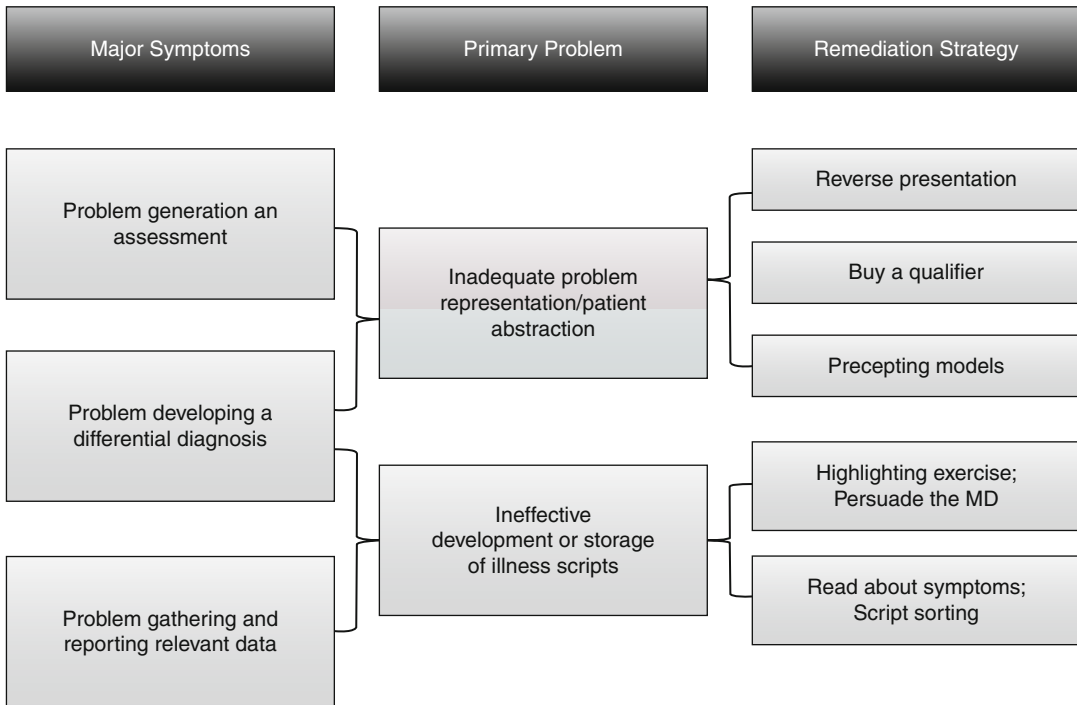 Major Symptoms
Primary Problem
Remediation Strategy
Problem generation an
assessment
Problem developing a
differential diagnosis
Problem gathering and
reporting relevant data
Inadequate problem
representation/patient
abstraction
Ineffective
development or storage
of illness scripts
Reverse presentation
Buy a qualifier
Precepting models
Highlighting exercise;
Persuade the MD
Read about symptoms;
Script sorting